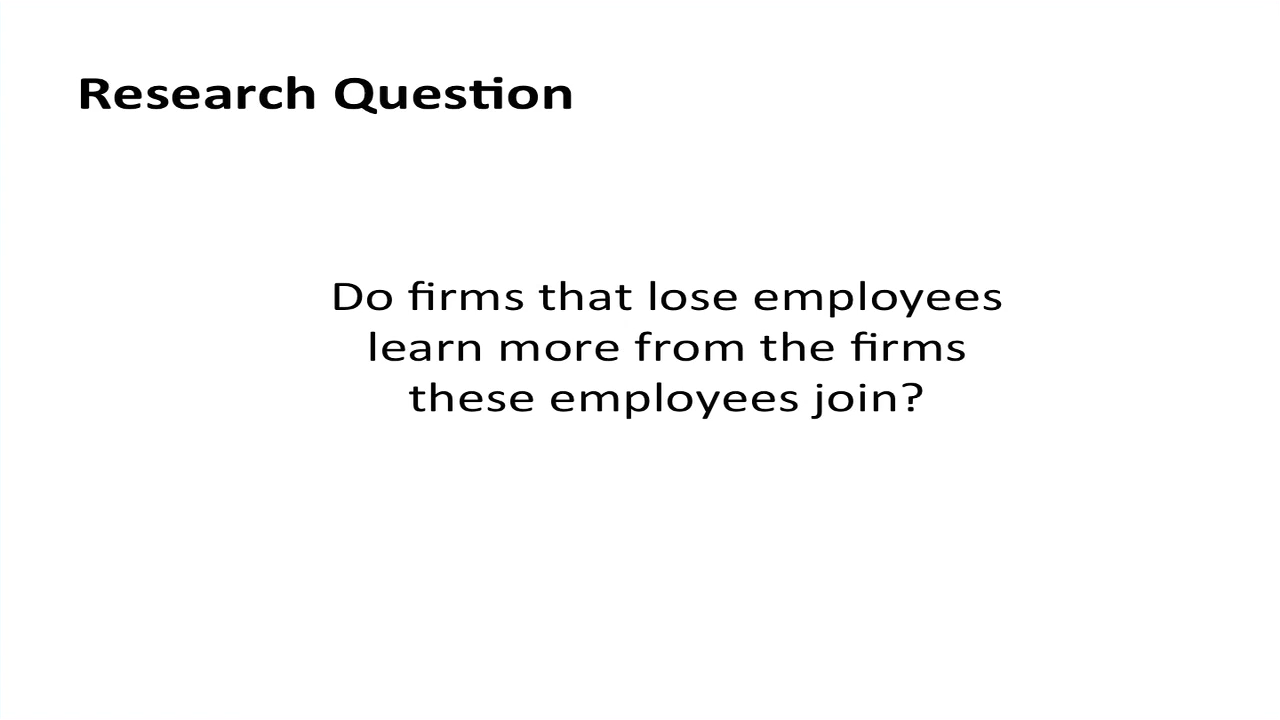 Research Question
Do firms that lose employees
learn more from the firms
these employees join?